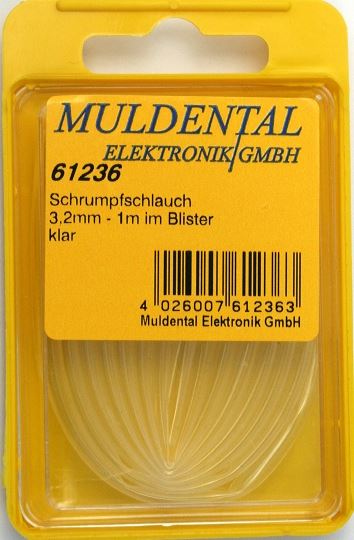 MULDENTAL
ELEKTRONIK GMBH
61236
Schrumpfschlauch
3,2mm - 1m im Blister
klar
4 026007 612363
Muldental Elektronik GmbH